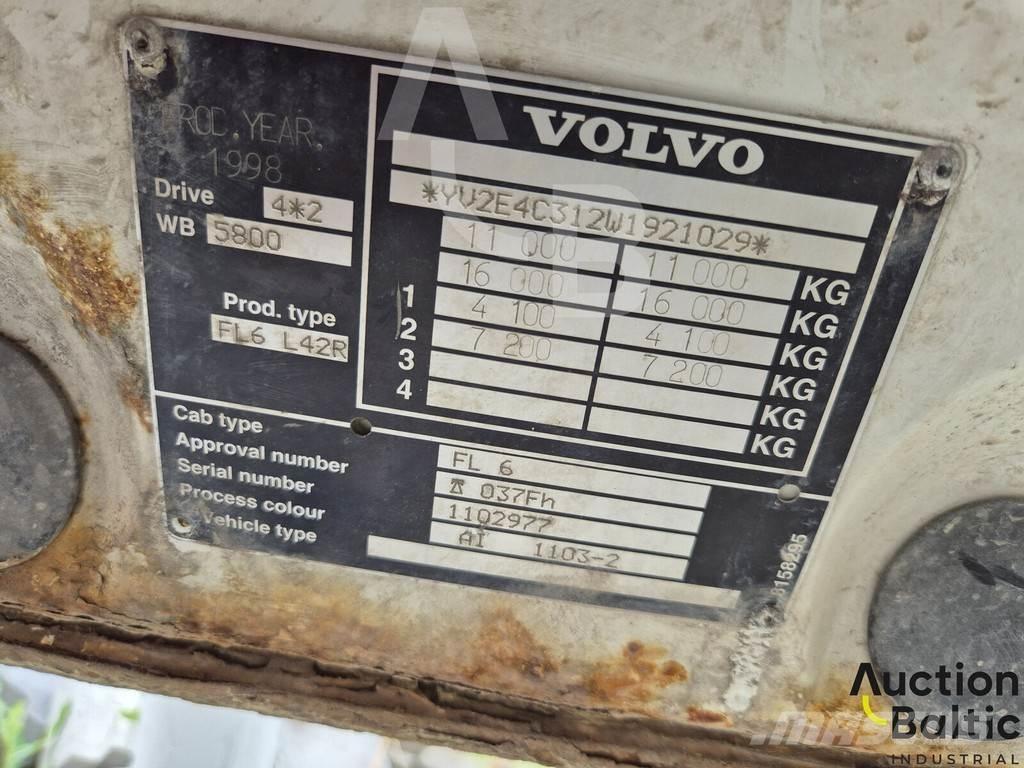 VOLVO
PROD.YEAR.
1998
Drive 4*2
WB 5800
Prod. type
FL6 L42R
*YV2E4C312W1921029*
11 000 11 000 KG
16 000 16 000 KG
1 4 100 4 100 KG
2 7 200 7 200 KG
3 KG
4 KG
Cab type FL 6
Approval number 037Fh
Serial number 1102977
Process colour AI 1103-2
Vehicle type
8158295
Auction
Baltic
INDUSTRIAL